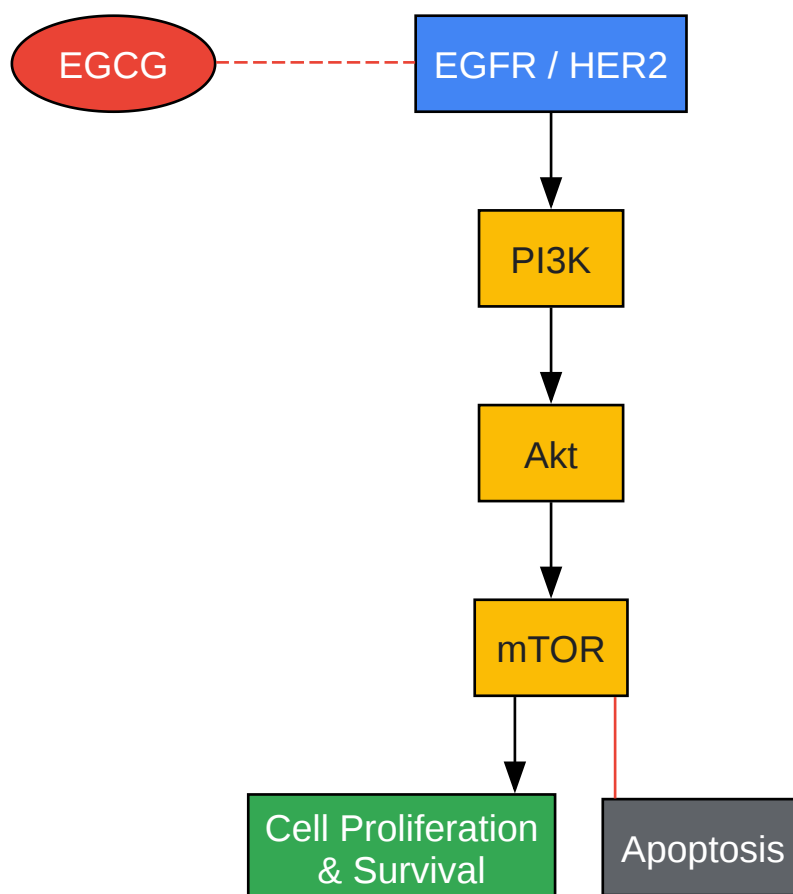 EGCG
EGFR / HER2
PI3K
Akt
mTOR
Cell Proliferation
& Survival
Apoptosis